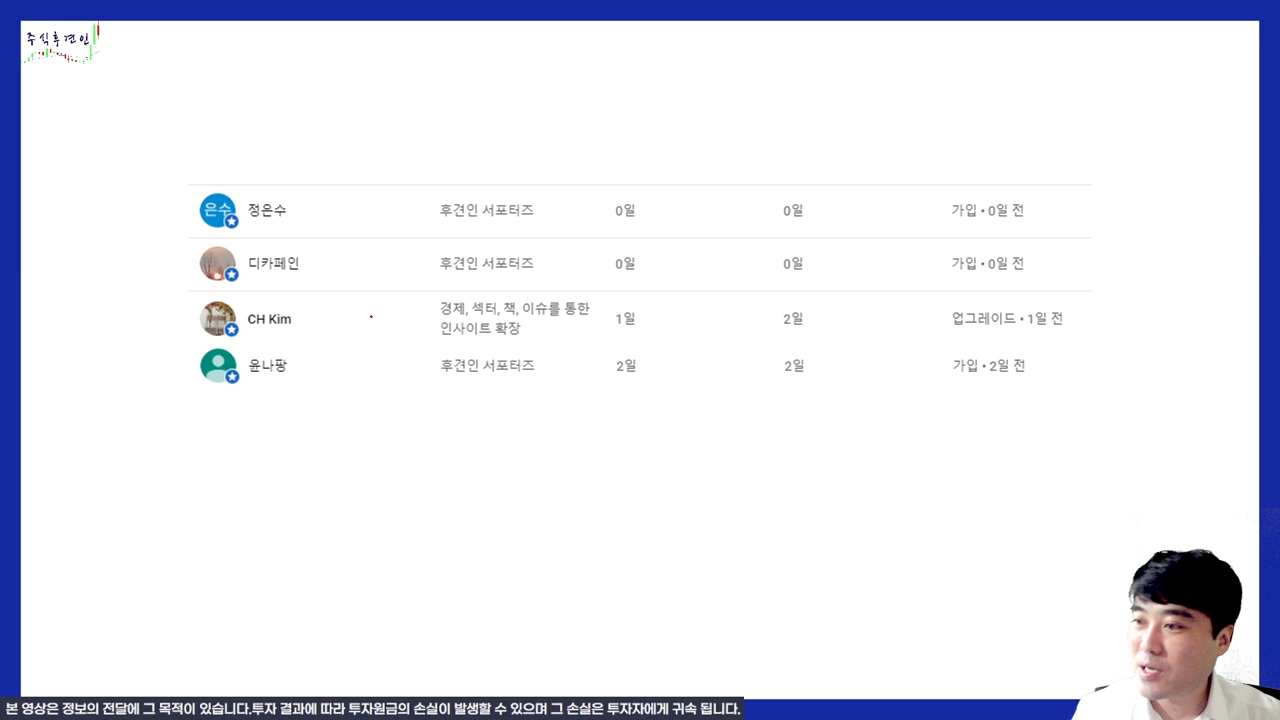 주식후견인
은수
정은수 후견인 서포터즈 0일 0일 가입 • 0일 전
디카페인 후견인 서포터즈 0일 0일 가입 • 0일 전
CH Kim 경제, 섹터, 책, 이슈를 통한 1일 2일 업그레이드 • 1일 전
인사이트 확장
윤나팡 후견인 서포터즈 2일 2일 가입 • 2일 전
본 영상은 정보의 전달에 그 목적이 있습니다.투자 결과에 따라 투자원금의 손실이 발생할 수 있으며 그 손실은 투자자에게 귀속 됩니다.